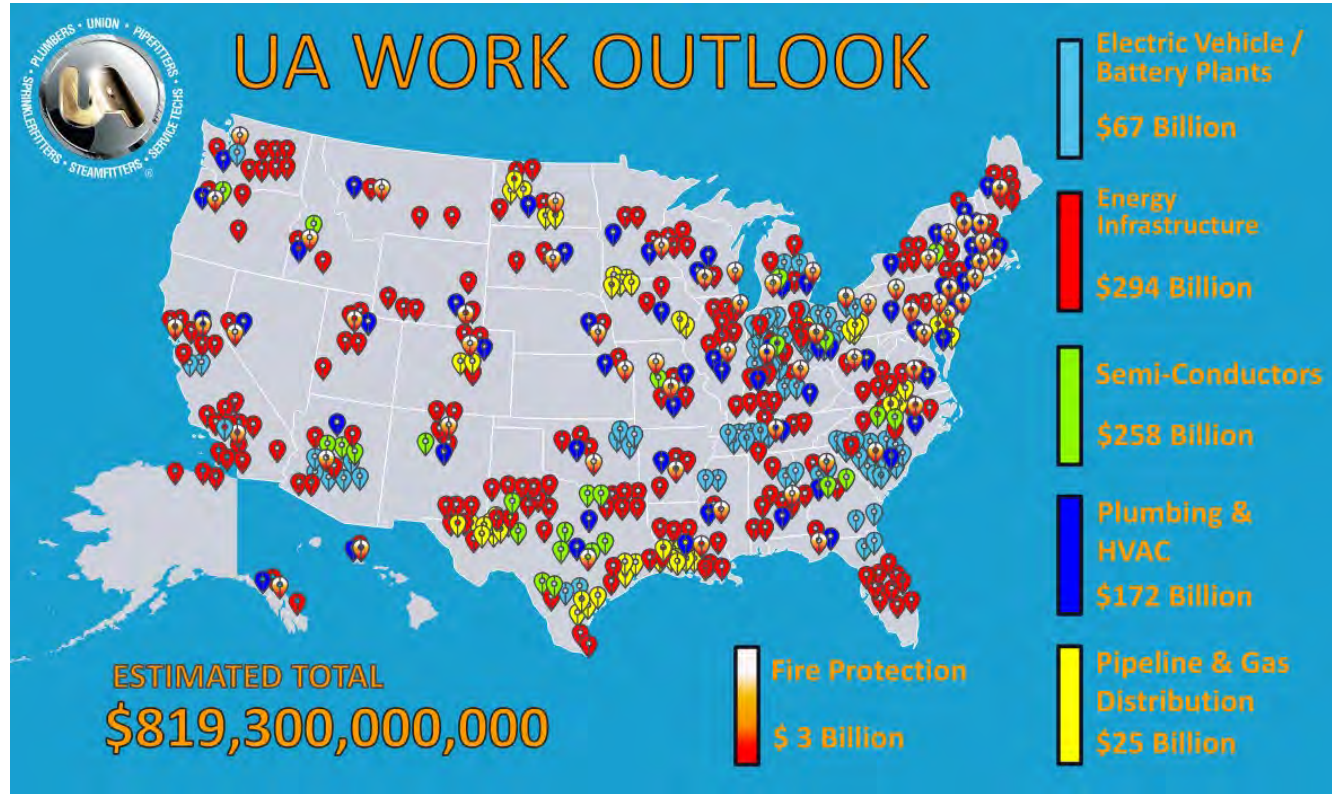 PLUMBERS • UNION • PIPEFITTERS • SERVICE TECHS • STEAMFITTERS • SPRINKLERFITTERS •
UA
®
UA WORK OUTLOOK
Electric Vehicle /
Battery Plants
$67 Billion
Energy
Infrastructure
$294 Billion
Semi-Conductors
$258 Billion
Plumbing &
HVAC
$172 Billion
Pipeline & Gas
Distribution
$25 Billion
Fire Protection
$ 3 Billion
ESTIMATED TOTAL
$819,300,000,000